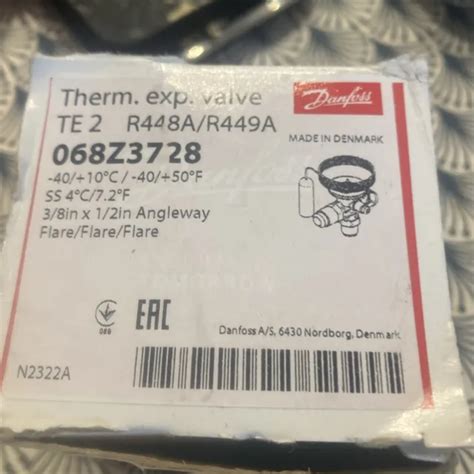 Therm. exp. valve
Danfoss
TE 2 R448A/R449A
MADE IN DENMARK
068Z3728
-40/+10°C / -40/+50°F
SS 4°C/7.2°F
3/8in x 1/2in Angleway
Flare/Flare/Flare
089
EAC
Danfoss A/S, 6430 Nordborg, Denmark
N2322A